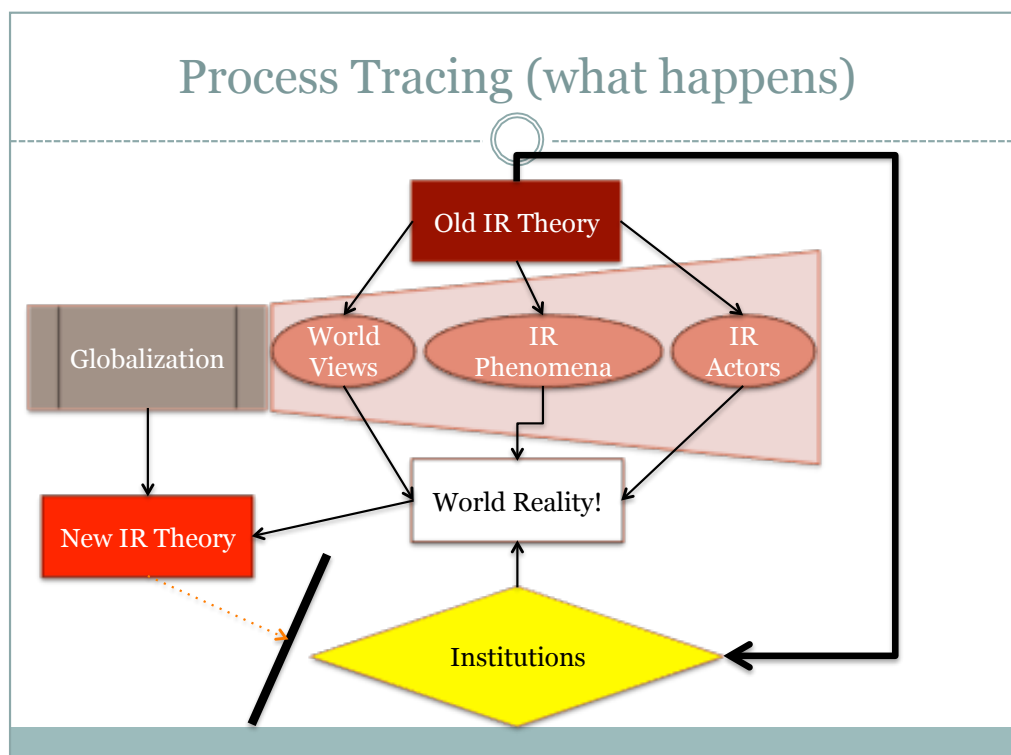 Process Tracing (what happens)
Old IR Theory
Globalization
World
Views
IR
Phenomena
IR
Actors
World Reality!
New IR Theory
Institutions